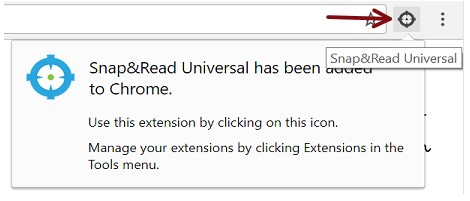 Snap&Read Universal
Snap&Read Universal has been added
to Chrome.
Use this extension by clicking on this icon.
Manage your extensions by clicking Extensions in the
Tools menu.